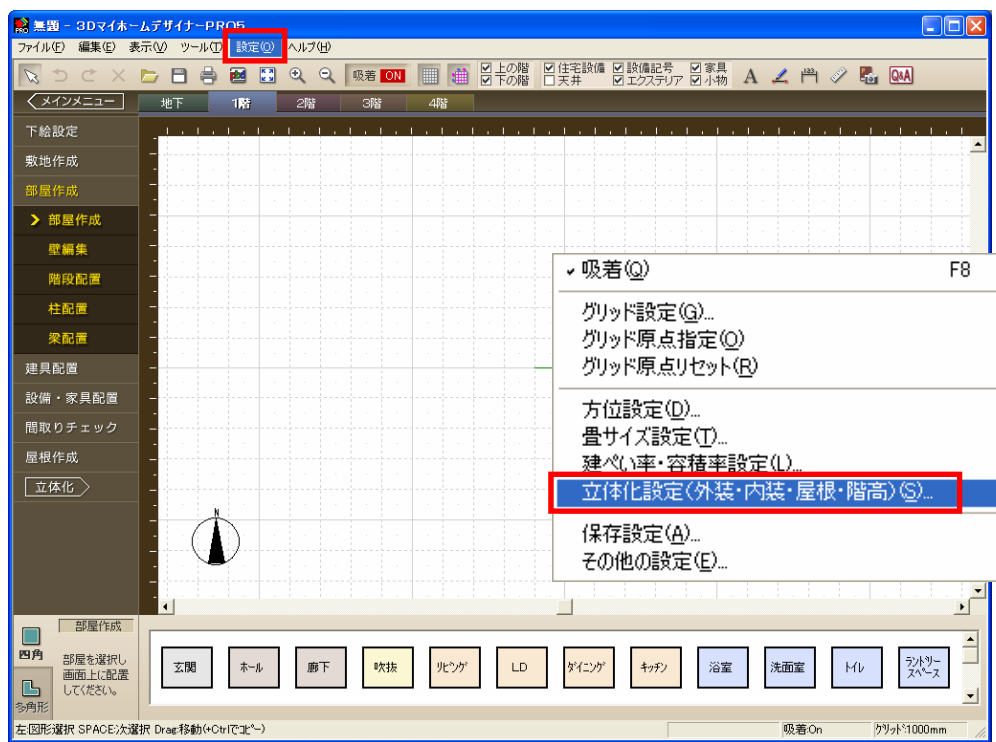 無題 - 3DマイホームデザイナーPRO5
ファイル(F) 編集(E) 表示(V) ツール(T) 設定(O) ヘルプ(H)
吸着 ON 上の階 下の階 住宅設備 天井 設備記号 エクステリア 家具 小物 A Q&A
メインメニュー 地下 1階 2階 3階 4階
下絵設定
敷地作成
部屋作成
部屋作成
壁編集
階段配置
柱配置
梁配置
建具配置
設備・家具配置
間取りチェック
屋根作成
立体化
N
吸着(Q) F8
グリッド設定(G)...
グリッド原点指定(O)
グリッド原点リセット(R)
方位設定(D)...
畳サイズ設定(T)...
建ぺい率・容積率設定(L)...
立体化設定(外装・内装・屋根・階高)(S)...
保存設定(A)...
その他の設定(E)...
部屋作成
四角
多角形
部屋を選択し
画面上に配置
してください。
玄関 ホール 廊下 吹抜 リビング LD ダイニング キッチン 浴室 洗面室 トイレ ランドリースペース
左:図形選択 SPACE:次選択 Drag:移動(+Ctrlでコピー) 吸着:On グリッド:1000mm